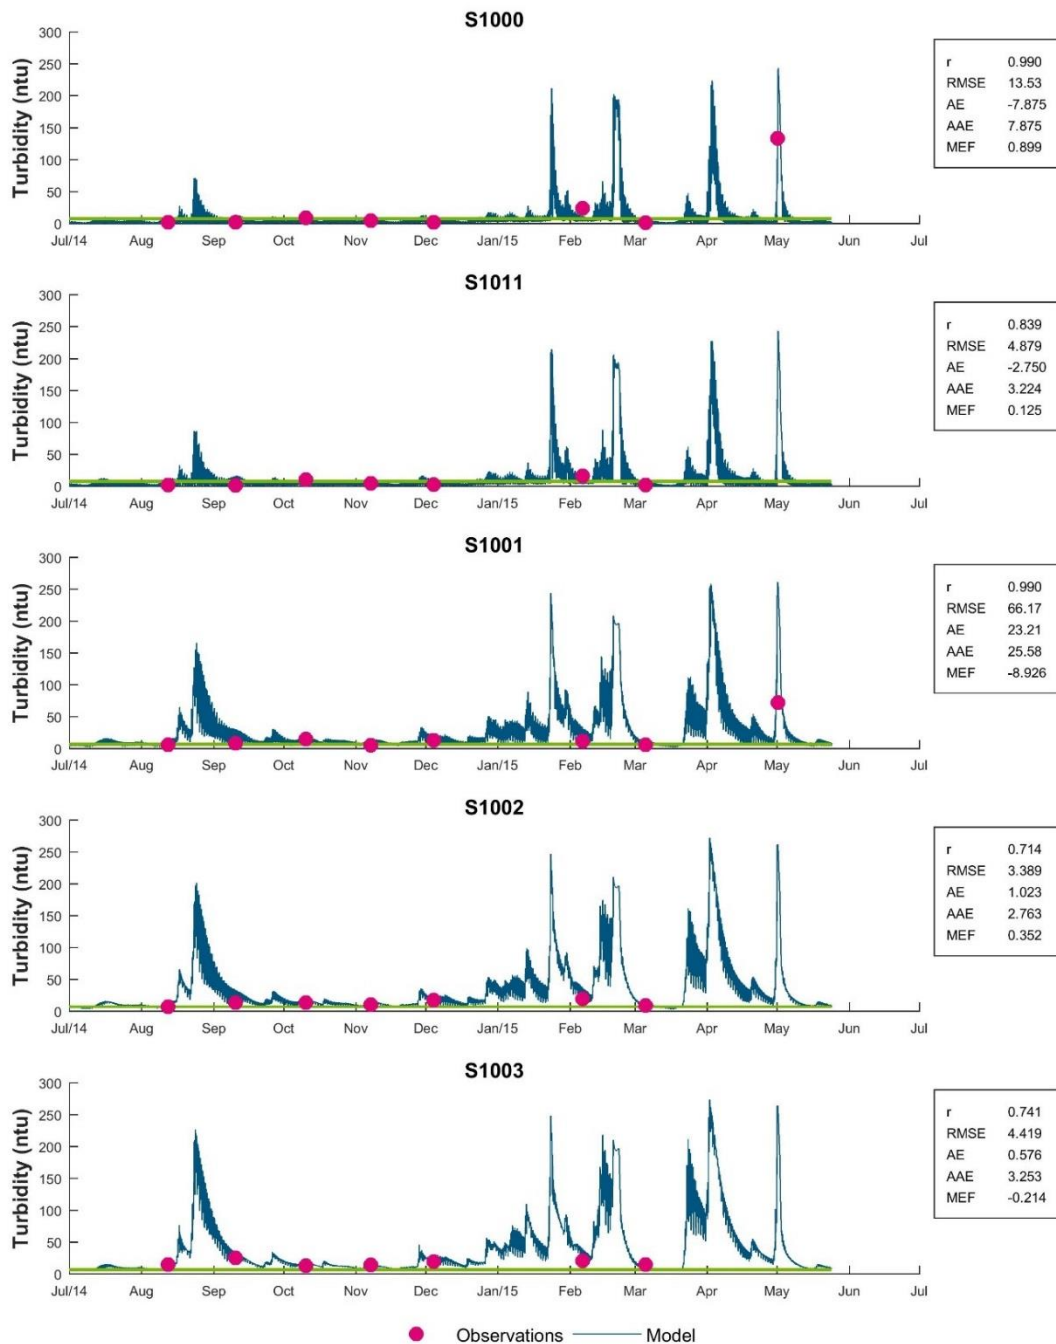 S1000
Turbidity (ntu)
300
250
200
150
100
50
0
Jul/14 Aug Sep Oct Nov Dec Jan/15 Feb Mar Apr May Jun Jul
r 0.990
RMSE 13.53
AE -7.875
AAE 7.875
MEF 0.899
S1011
Turbidity (ntu)
300
250
200
150
100
50
0
Jul/14 Aug Sep Oct Nov Dec Jan/15 Feb Mar Apr May Jun Jul
r 0.839
RMSE 4.879
AE -2.750
AAE 3.224
MEF 0.125
S1001
Turbidity (ntu)
300
250
200
150
100
50
0
Jul/14 Aug Sep Oct Nov Dec Jan/15 Feb Mar Apr May Jun Jul
r 0.990
RMSE 66.17
AE 23.21
AAE 25.58
MEF -8.926
S1002
Turbidity (ntu)
300
250
200
150
100
50
0
Jul/14 Aug Sep Oct Nov Dec Jan/15 Feb Mar Apr May Jun Jul
r 0.714
RMSE 3.389
AE 1.023
AAE 2.763
MEF 0.352
S1003
Turbidity (ntu)
300
250
200
150
100
50
0
Jul/14 Aug Sep Oct Nov Dec Jan/15 Feb Mar Apr May Jun Jul
r 0.741
RMSE 4.419
AE 0.576
AAE 3.253
MEF -0.214
Observations Model